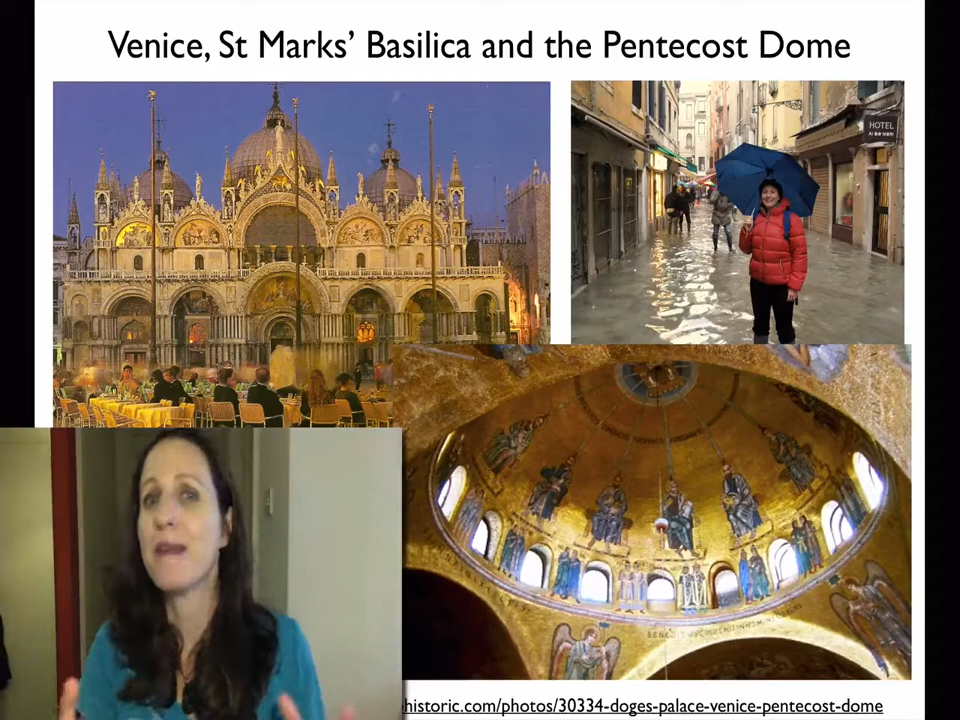 Venice, St Marks’ Basilica and the Pentecost Dome
HOTEL
historic.com/photos/30334-doges-palace-venice-pentecost-dome